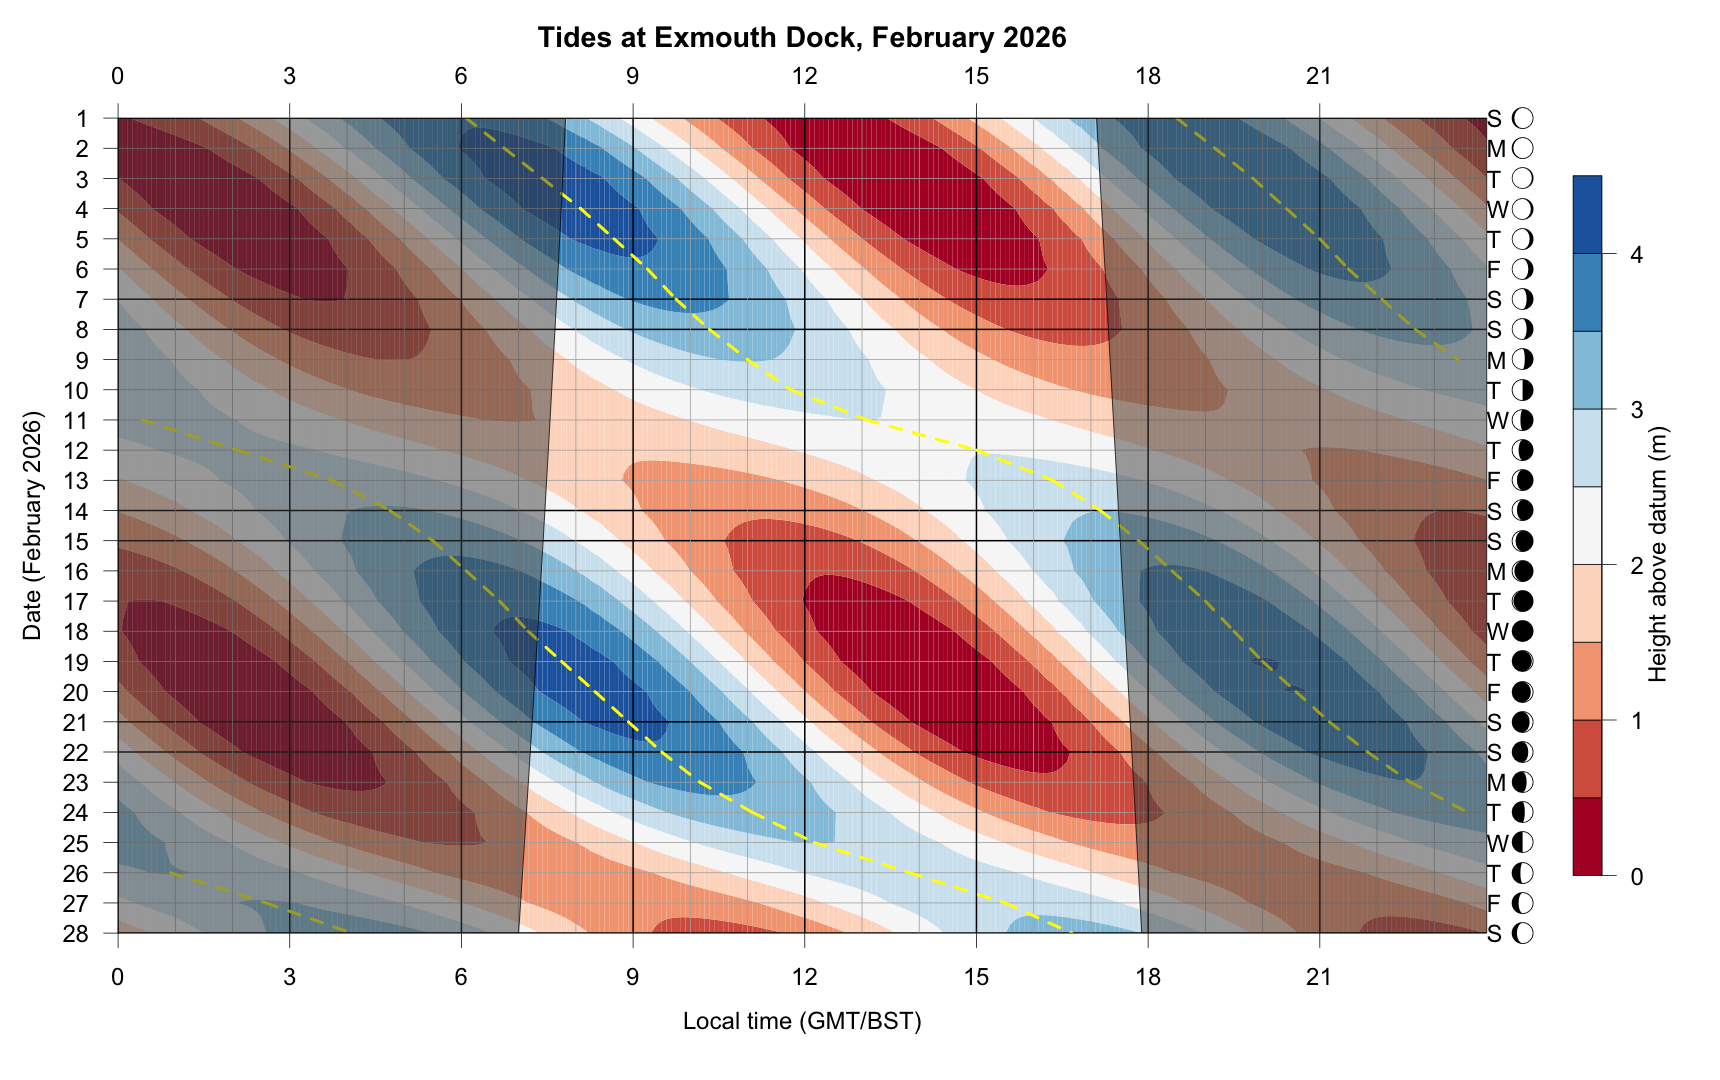 Tides at Exmouth Dock, February 2026
0 3 6 9 12 15 18 21
1 S
2 M
3 T
4 W
5 T
6 F
7 S
8 S
9 M
10 T
11 W
12 T
13 F
14 S
15 S
16 M
17 T
18 W
19 T
20 F
21 S
22 S
23 M
24 T
25 W
26 T
27 F
28 S
0 3 6 9 12 15 18 21
Local time (GMT/BST)
Date (February 2026)
4
3
2
1
0
Height above datum (m)